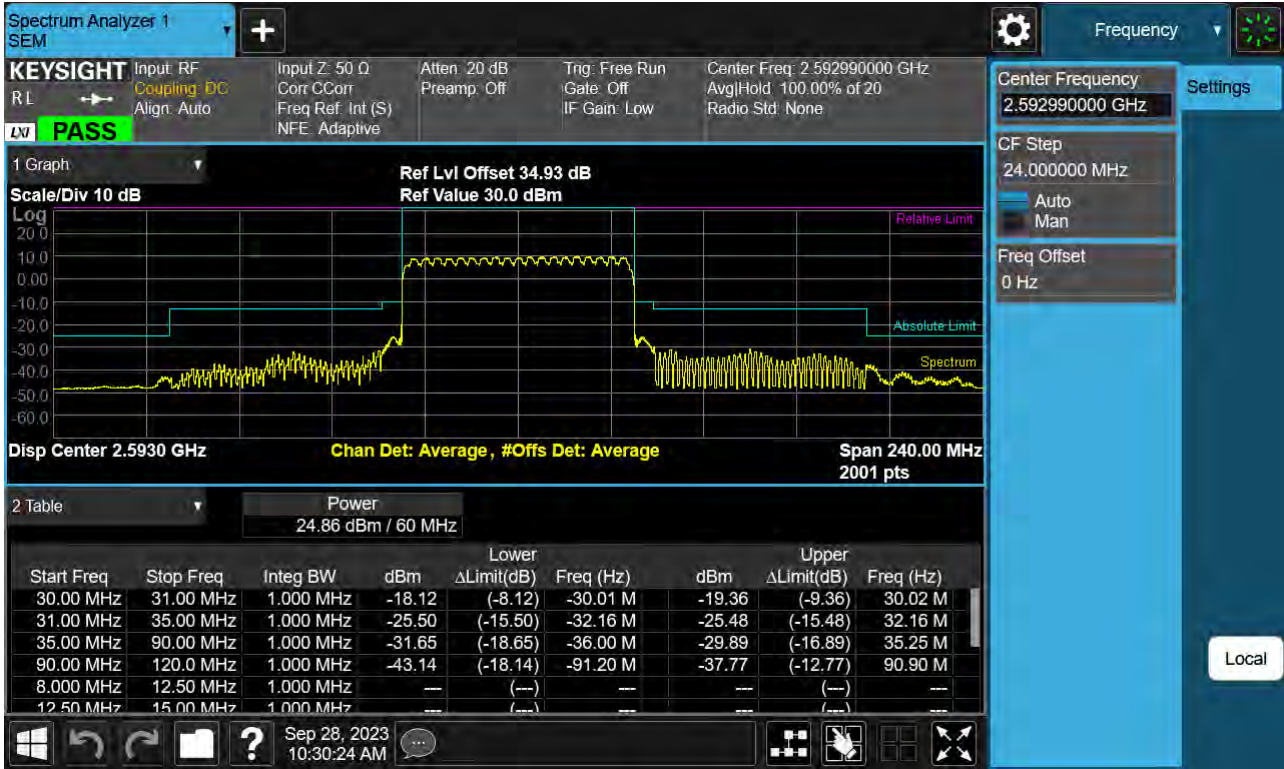 Spectrum Analyzer 1
SEM
+
Frequency
KEYSIGHT
RL
LXI PASS
Input: RF
Coupling: DC
Align: Auto
Input Z: 50 Ω
Corr CCorr
Freq Ref: Int (S)
NFE: Adaptive
Atten: 20 dB
Preamp: Off
Trig: Free Run
Gate: Off
IF Gain: Low
Center Freq: 2.592990000 GHz
Avg|Hold: 100.00% of 20
Radio Std: None
Center Frequency
2.592990000 GHz
Settings
CF Step
24.000000 MHz
Auto
Man
Freq Offset
0 Hz
1 Graph
Scale/Div 10 dB
Ref Lvl Offset 34.93 dB
Ref Value 30.0 dBm
Log
20.0
10.0
0.00
-10.0
-20.0
-30.0
-40.0
-50.0
-60.0
Relative Limit
Absolute Limit
Spectrum
Disp Center 2.5930 GHz
Chan Det: Average , #Offs Det: Average
Span 240.00 MHz
2001 pts
2 Table
Power
24.86 dBm / 60 MHz
Lower Upper
Start Freq Stop Freq Integ BW dBm ΔLimit(dB) Freq (Hz) dBm ΔLimit(dB) Freq (Hz)
30.00 MHz 31.00 MHz 1.000 MHz -18.12 (-8.12) -30.01 M -19.36 (-9.36) 30.02 M
31.00 MHz 35.00 MHz 1.000 MHz -25.50 (-15.50) -32.16 M -25.48 (-15.48) 32.16 M
35.00 MHz 90.00 MHz 1.000 MHz -31.65 (-18.65) -36.00 M -29.89 (-16.89) 35.25 M
90.00 MHz 120.0 MHz 1.000 MHz -43.14 (-18.14) -91.20 M -37.77 (-12.77) 90.90 M
8.000 MHz 12.50 MHz 1.000 MHz --- (---) --- --- (---) ---
12.50 MHz 15.00 MHz 1.000 MHz --- (---) --- --- (---) ---
Local
?
Sep 28, 2023
10:30:24 AM